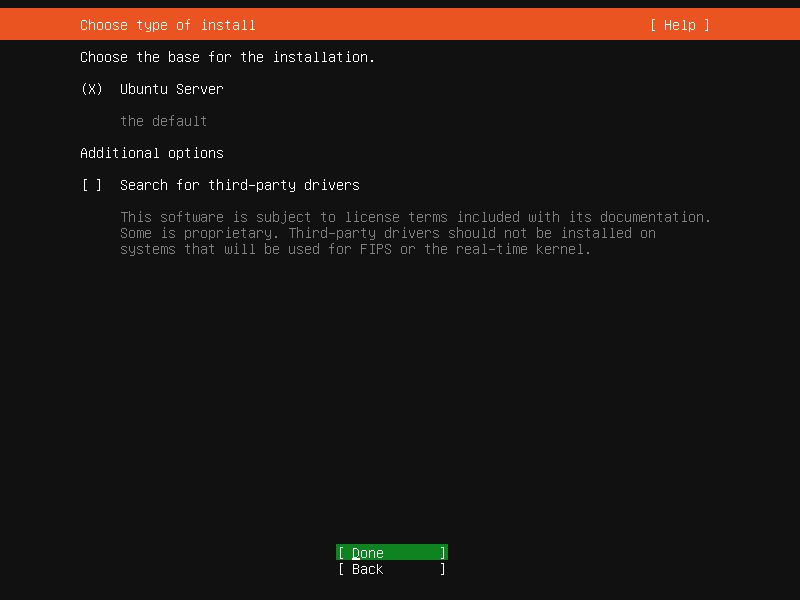 Choose type of install [ Help ]
Choose the base for the installation.
(X) Ubuntu Server
the default
Additional options
[ ] Search for third-party drivers
This software is subject to license terms included with its documentation.
Some is proprietary. Third-party drivers should not be installed on
systems that will be used for FIPS or the real-time kernel.
[ Done ]
[ Back ]